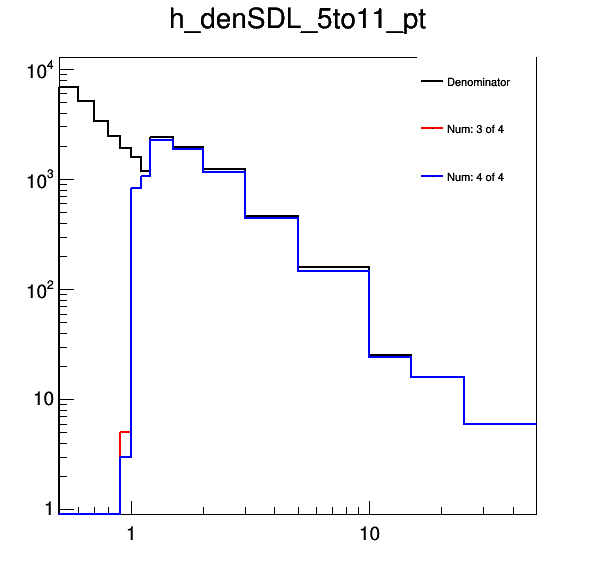 h_denSDL_5to11_pt
10^4
Denominator
Num: 3 of 4
10^3
Num: 4 of 4
10^2
10
1
1 10